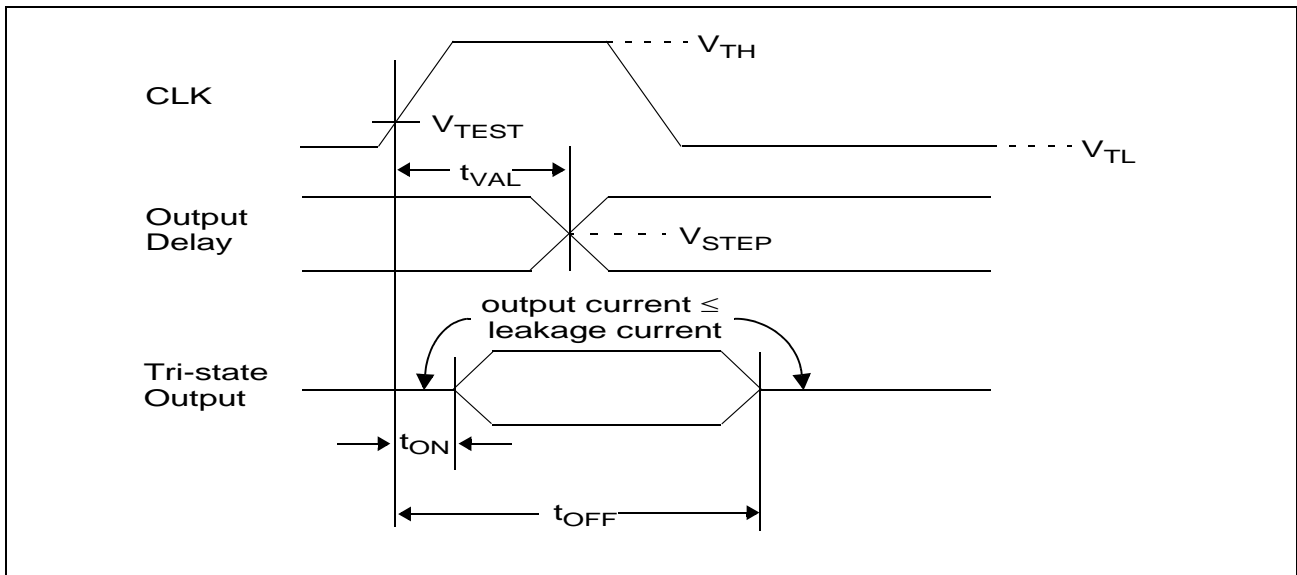 V_TH
CLK
V_TEST
V_TL
t_VAL
Output
Delay
V_STEP
output current ≤
leakage current
Tri-state
Output
t_ON
t_OFF